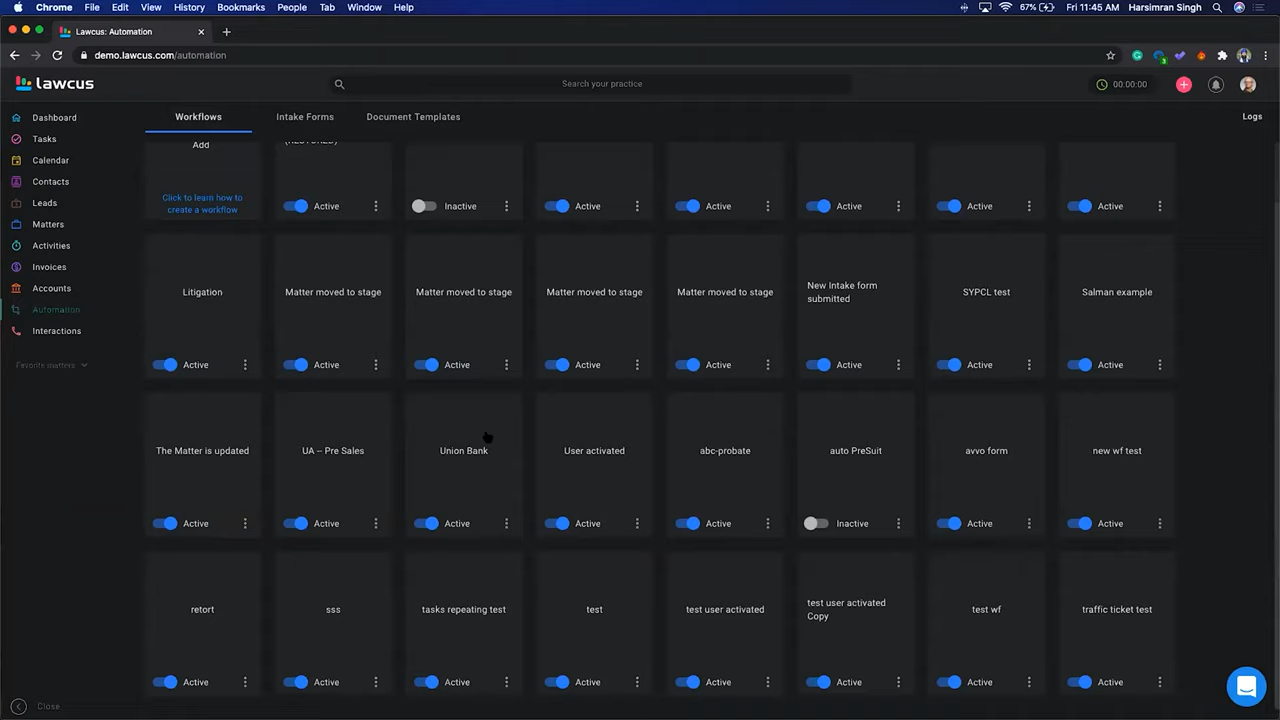 Chrome File Edit View History Bookmarks People Tab Window Help 67% Fri 11:45 AM Harsimran Singh
Lawcus: Automation
demo.lawcus.com/automation
3
lawcus
Search your practice
00:00:00
Workflows Intake Forms Document Templates Logs
Dashboard
Tasks
Calendar
Contacts
Leads
Matters
Activities
Invoices
Accounts
Automation
Interactions
Favorite matters
Close
Add
Click to learn how to
create a workflow
(RESTORED)
Active
Inactive
Active
Active
Active
Active
Active
Litigation
Matter moved to stage
Matter moved to stage
Matter moved to stage
Matter moved to stage
New Intake form
submitted
SYPCL test
Salman example
Active
Active
Active
Active
Active
Active
Active
Active
The Matter is updated
UA – Pre Sales
Union Bank
User activated
abc-probate
auto PreSuit
avvo form
new wf test
Active
Active
Active
Active
Active
Inactive
Active
Active
retort
sss
tasks repeating test
test
test user activated
test user activated
Copy
test wf
traffic ticket test
Active
Active
Active
Active
Active
Active
Active
Active